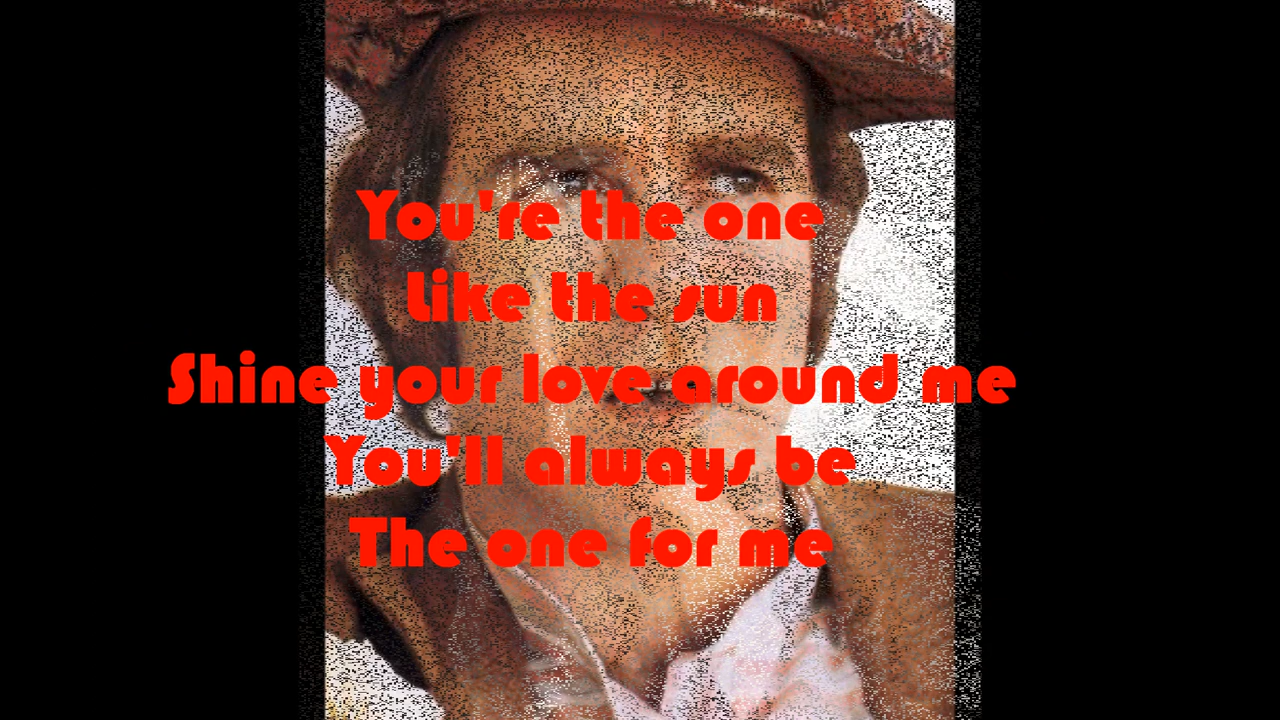 You're the one
Like the sun
Shine your love around me
You'll always be
The one for me